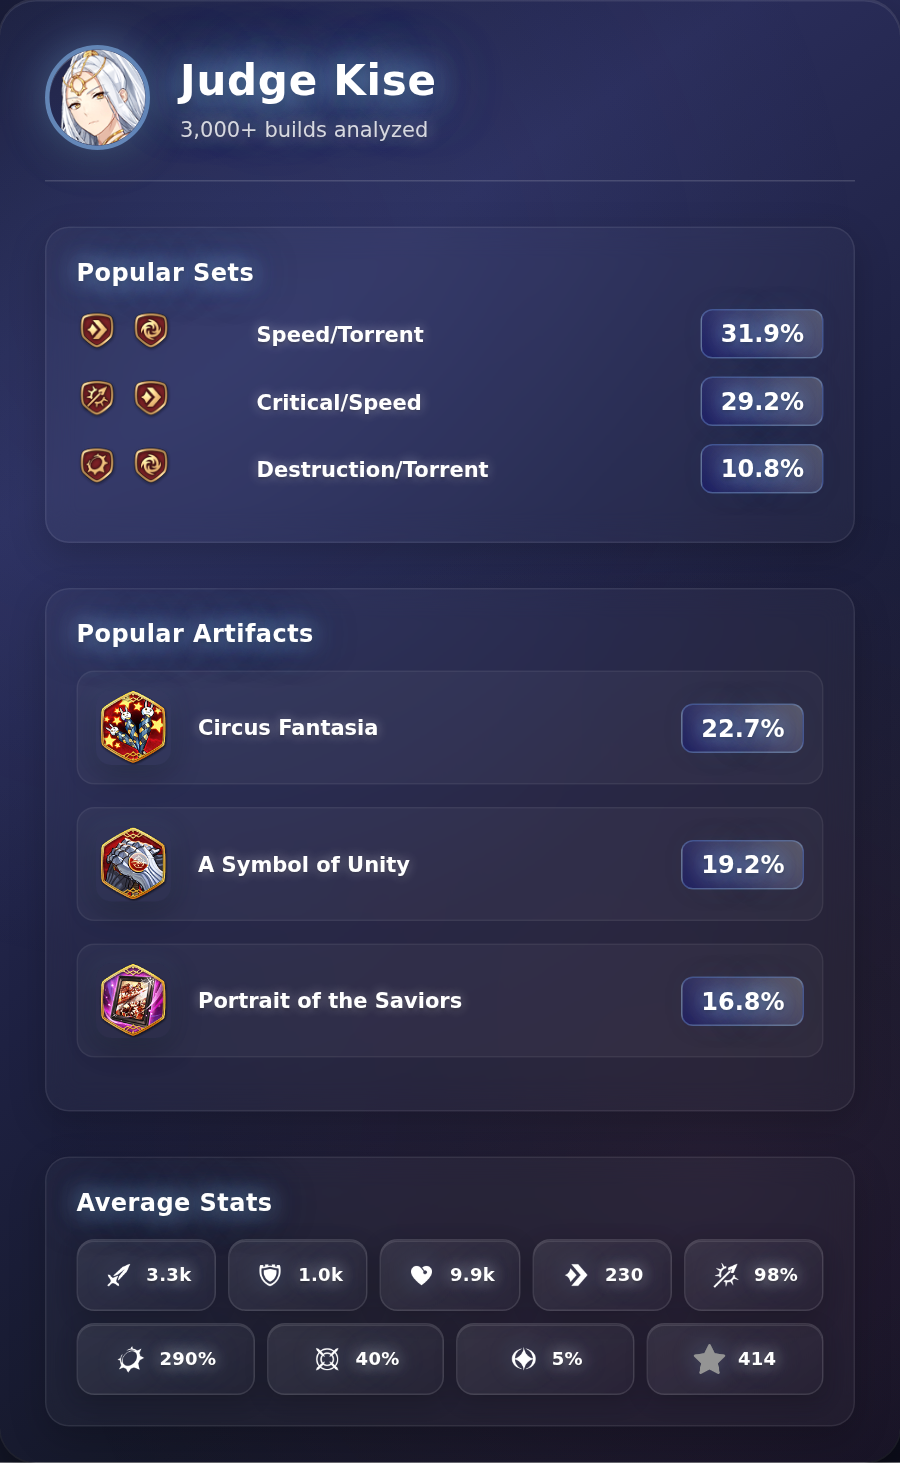 Judge Kise
3,000+ builds analyzed
Popular Sets
Speed/Torrent 31.9%
Critical/Speed 29.2%
Destruction/Torrent 10.8%
Popular Artifacts
Circus Fantasia 22.7%
A Symbol of Unity 19.2%
Portrait of the Saviors 16.8%
Average Stats
3.3k 1.0k 9.9k 230 98%
290% 40% 5% 414